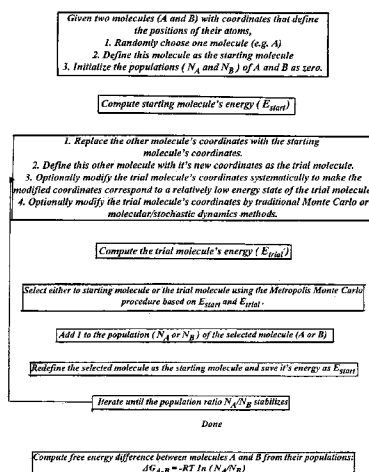 Given two molecules (A and B) with coordinates that define
the positions of their atoms,
1. Randomly choose one molecule (e.g. A)
2. Define this molecule as the starting molecule
3. Initialize the populations ( N_A and N_B ) of A and B as zero.
Compute starting molecule's energy ( E_start )
1. Replace the other molecule's coordinates with the starting
molecule's coordinates.
2. Define this other molecule with it's new coordinates as the trial molecule.
3. Optionally modify the trial molecule's coordinates systematically to make the
modified coordinates correspond to a relatively low energy state of the trial molecule
4. Optionally modify the trial molecule's coordinates by traditional Monte Carlo or
molecular/stochastic dynamics methods.
Compute the trial molecule's energy ( E_trial )
Select either to starting molecule or the trial molecule using the Metropolis Monte Carlo
procedure based on E_start and E_trial .
Add 1 to the population ( N_A or N_B ) of the selected molecule (A or B)
Redefine the selected molecule as the starting molecule and save it's energy as E_start
Iterate until the population ratio N_A/N_B stabilizes
Done
Compute free energy difference between molecules A and B from their populations:
ΔG_A-B = -RT ln ( N_A/N_B )